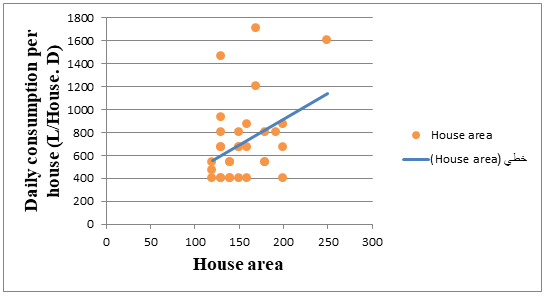 1800
1600
1400
1200
1000
800
600
400
200
0
Daily consumption per
house (L/House. D)
0 50 100 150 200 250 300
House area
House area
خطي (House area)